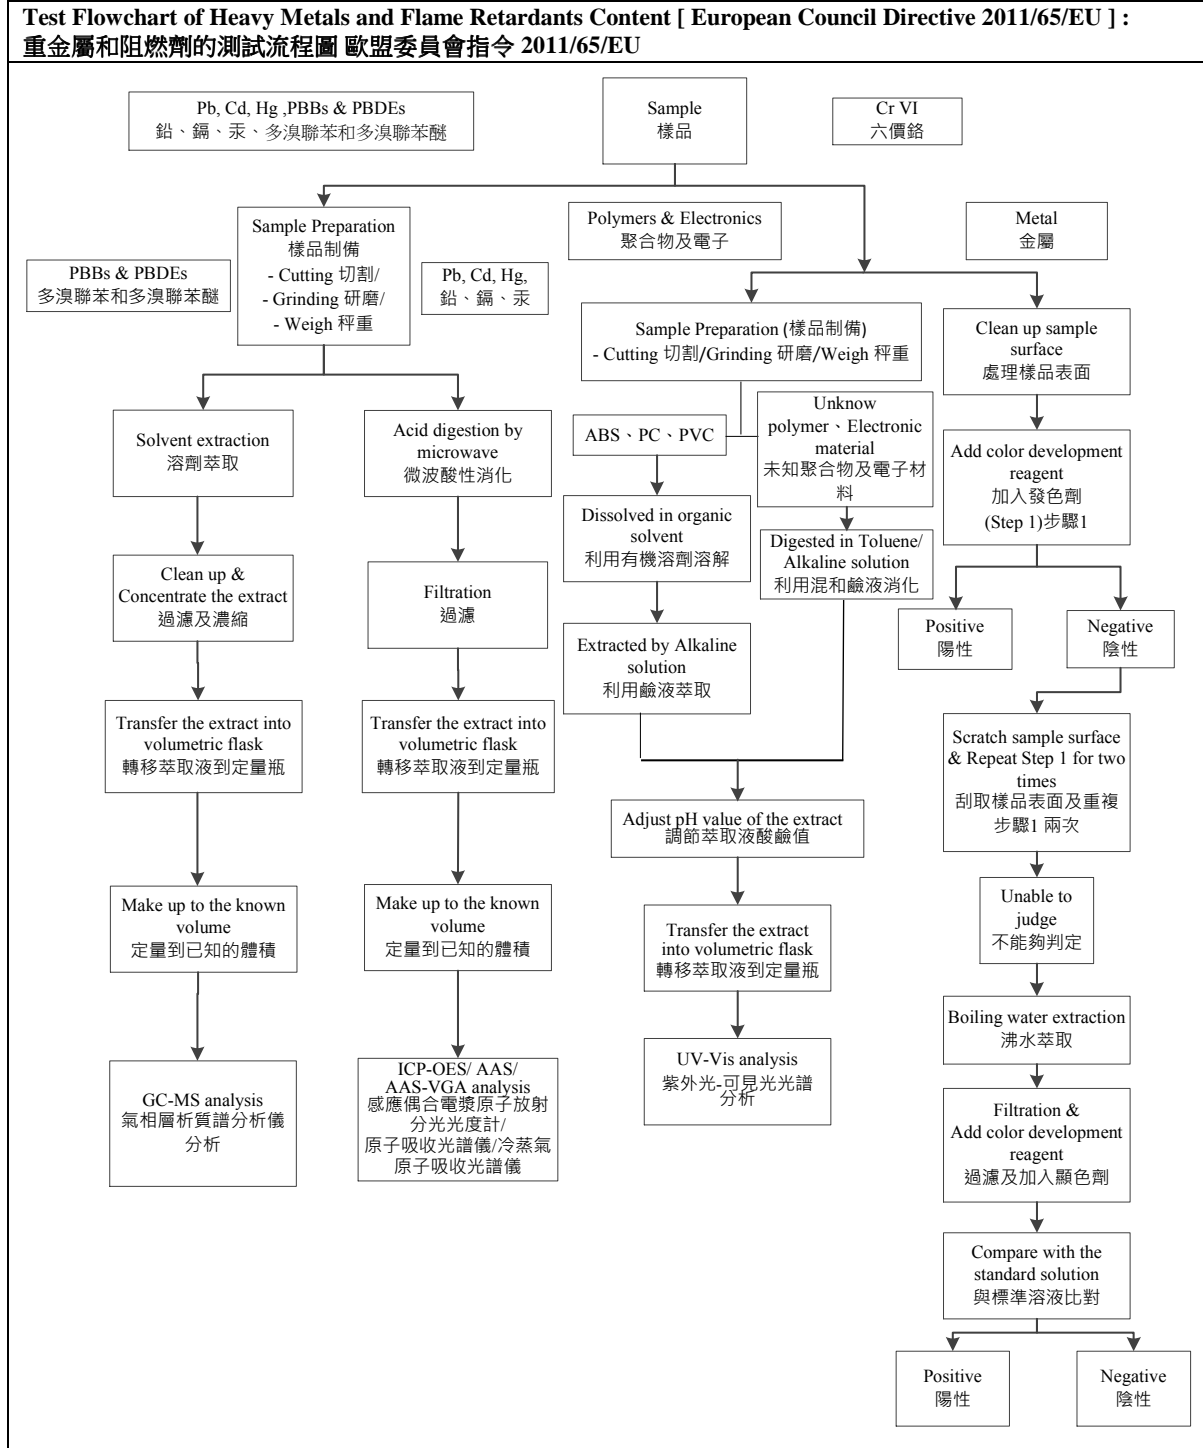 Test Flowchart of Heavy Metals and Flame Retardants Content [ European Council Directive 2011/65/EU ] :
重金屬和阻燃劑的測試流程圖 歐盟委員會指令 2011/65/EU
Pb, Cd, Hg ,PBBs & PBDEs
鉛、鎘、汞、多溴聯苯和多溴聯苯醚
Sample
樣品
Cr VI
六價鉻
Sample Preparation
樣品制備
- Cutting 切割/
- Grinding 研磨/
- Weigh 秤重
PBBs & PBDEs
多溴聯苯和多溴聯苯醚
Pb, Cd, Hg,
鉛、鎘、汞
Solvent extraction
溶劑萃取
Clean up &
Concentrate the extract
過濾及濃縮
Transfer the extract into
volumetric flask
轉移萃取液到定量瓶
Make up to the known
volume
定量到已知的體積
GC-MS analysis
氣相層析質譜分析儀
分析
Acid digestion by
microwave
微波酸性消化
Filtration
過濾
Transfer the extract into
volumetric flask
轉移萃取液到定量瓶
Make up to the known
volume
定量到已知的體積
ICP-OES/ AAS/
AAS-VGA analysis
感應偶合電漿原子放射
分光光度計/
原子吸收光譜儀/冷蒸氣
原子吸收光譜儀
Polymers & Electronics
聚合物及電子
Sample Preparation (樣品制備)
- Cutting 切割/Grinding 研磨/Weigh 秤重
ABS、PC、PVC
Dissolved in organic
solvent
利用有機溶劑溶解
Extracted by Alkaline
solution
利用鹼液萃取
Unknow
polymer、Electronic
material
未知聚合物及電子材
料
Digested in Toluene/
Alkaline solution
利用混和鹼液消化
Adjust pH value of the extract
調節萃取液酸鹼值
Transfer the extract
into volumetric flask
轉移萃取液到定量瓶
UV-Vis analysis
紫外光-可見光光譜
分析
Metal
金屬
Clean up sample
surface
處理樣品表面
Add color development
reagent
加入發色劑
(Step 1)步驟1
Positive
陽性
Negative
陰性
Scratch sample surface
& Repeat Step 1 for two
times
刮取樣品表面及重複
步驟1 兩次
Unable to
judge
不能夠判定
Boiling water extraction
沸水萃取
Filtration &
Add color development
reagent
過濾及加入顯色劑
Compare with the
standard solution
與標準溶液比對
Positive
陽性
Negative
陰性